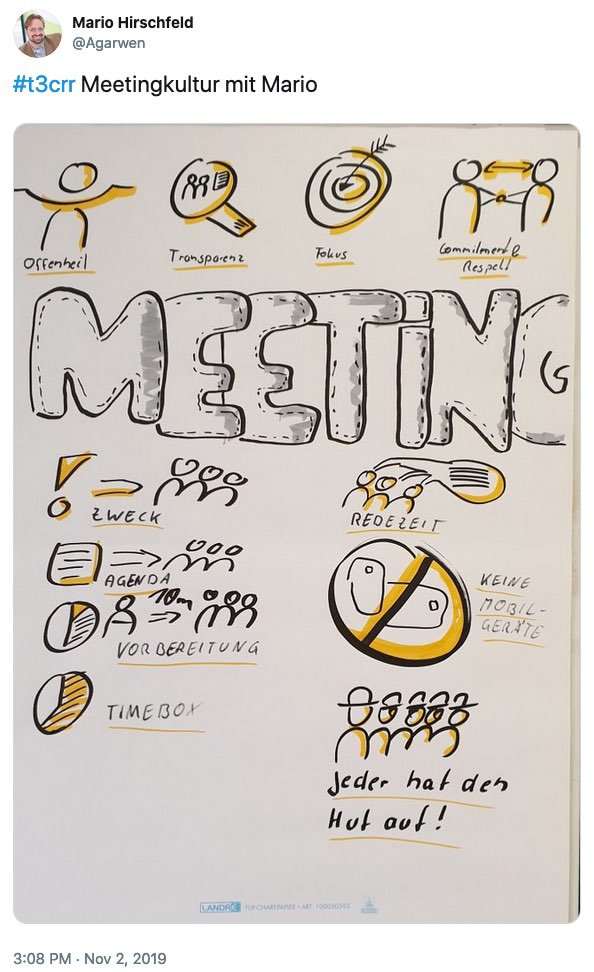 Mario Hirschfeld
@Agarwen
#t3crr Meetingkultur mit Mario
Offenheit
Transparenz
Fokus
Commitment &
Respekt
MEETING
ZWECK
REDEZEIT
AGENDA
10m
VORBEREITUNG
KEINE
MOBIL-
GERÄTE
TIMEBOX
Jeder hat den
Hut auf!
LANDRÉ FLIP-CHART-PAPIER · ART. 100050593
3:08 PM · Nov 2, 2019